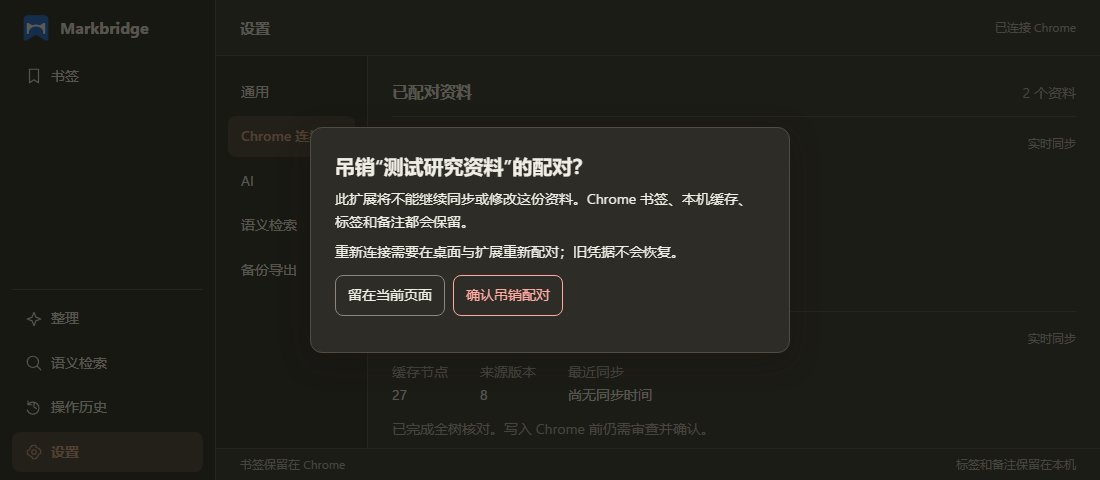 Markbridge
书签
整理
语义检索
操作历史
设置
设置
已连接 Chrome
通用
Chrome 连
AI
语义检索
备份导出
已配对资料
2 个资料
实时同步
吊销“测试研究资料”的配对？
此扩展将不能继续同步或修改这份资料。Chrome 书签、本机缓存、
标签和备注都会保留。
重新连接需要在桌面与扩展重新配对；旧凭据不会恢复。
留在当前页面
确认吊销配对
实时同步
缓存节点 来源版本 最近同步
27 8 尚无同步时间
已完成全树核对。写入 Chrome 前仍需审查并确认。
书签保留在 Chrome
标签和备注保留在本机